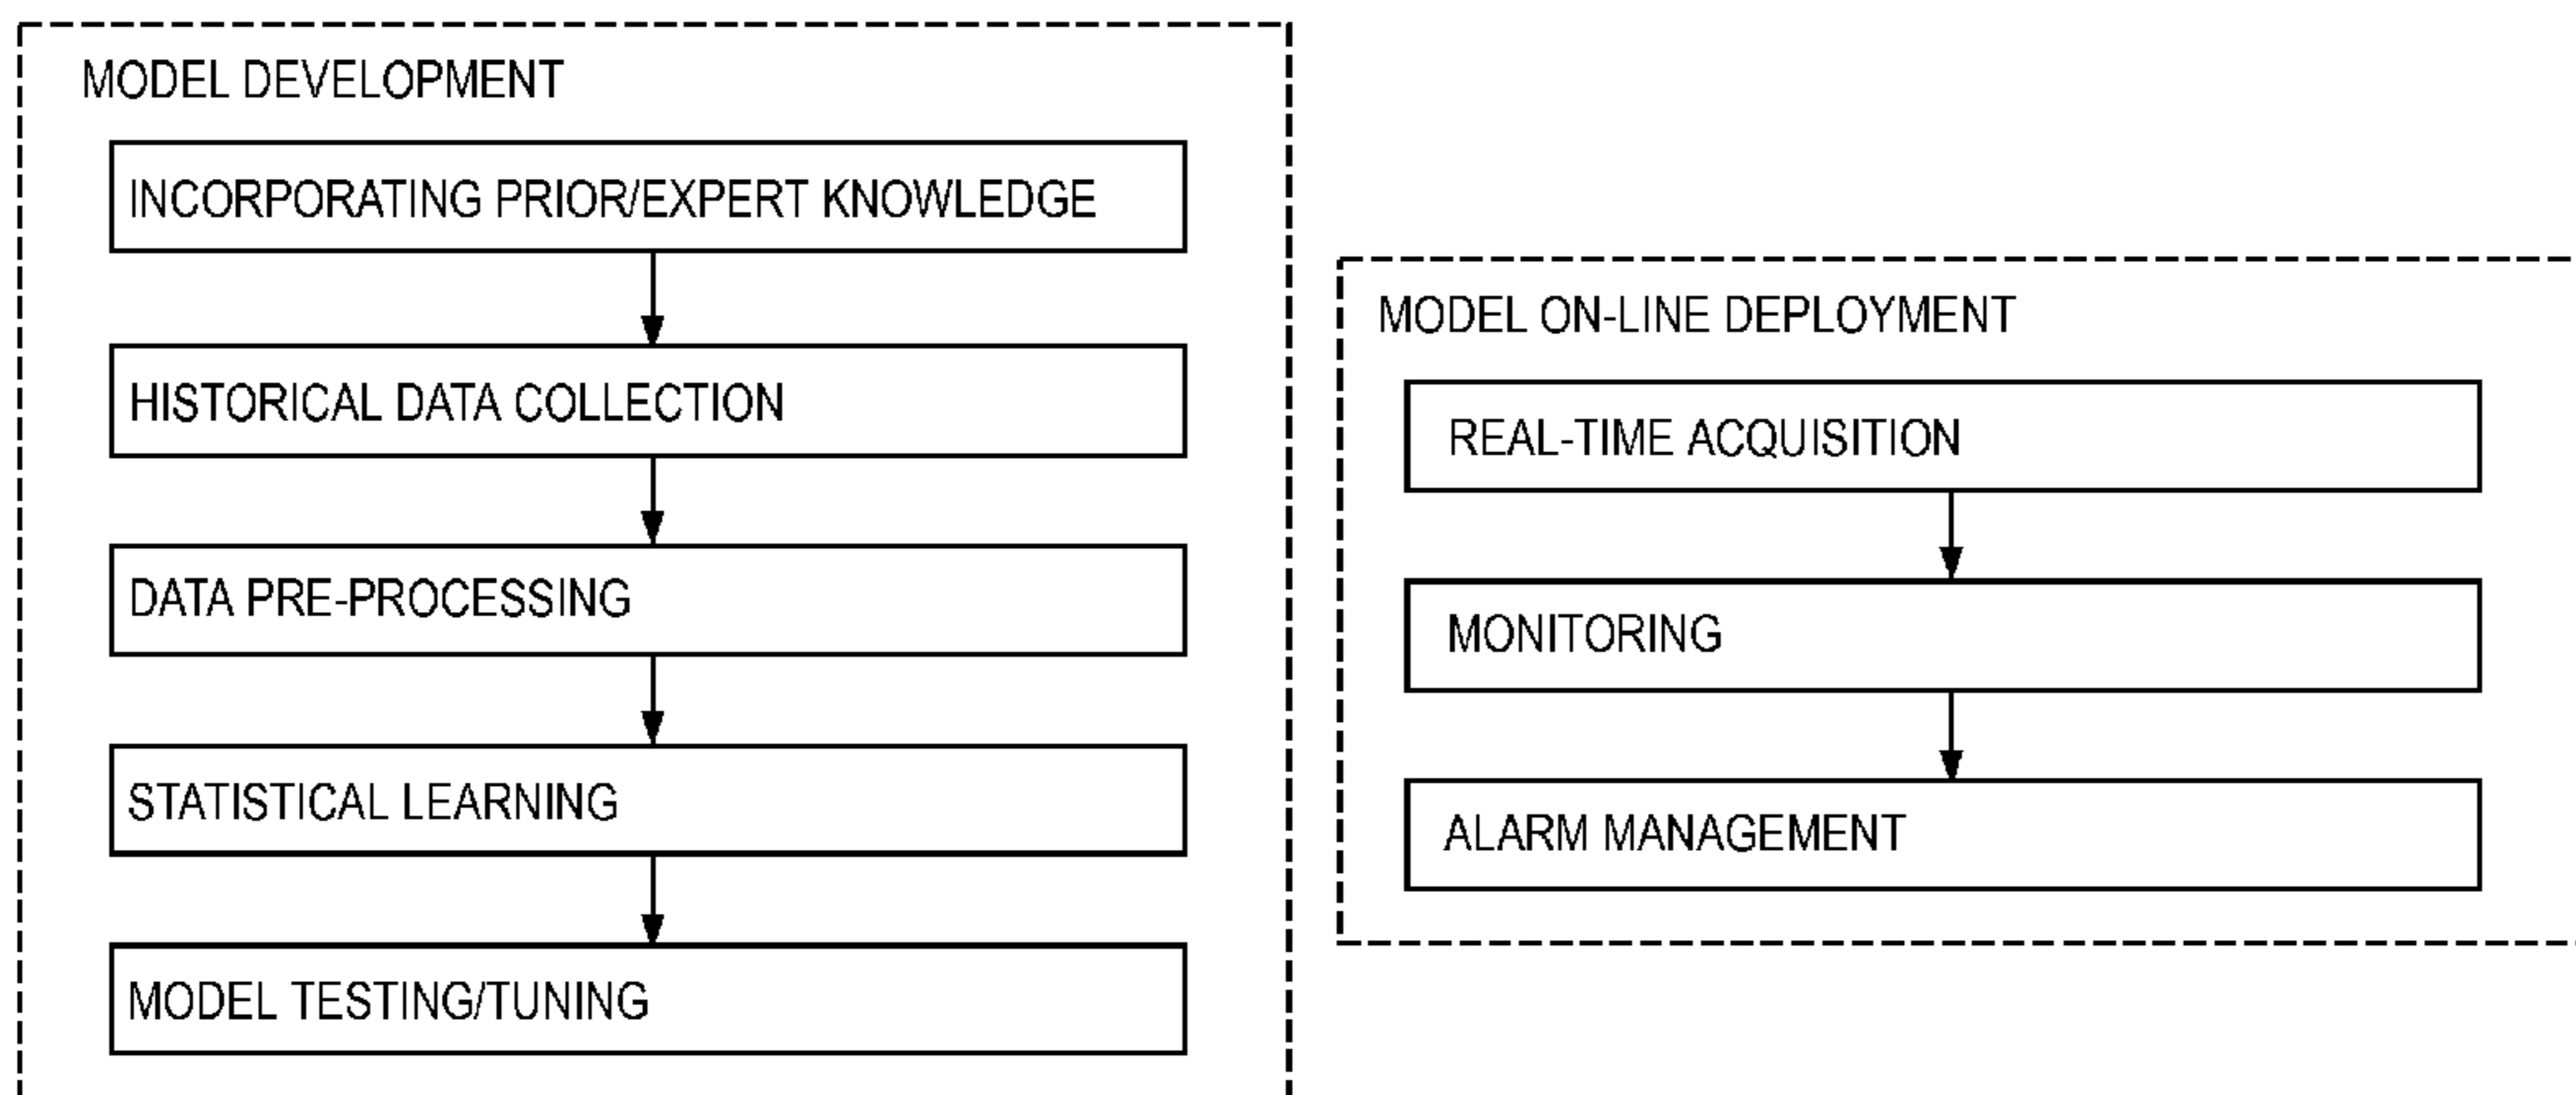 MODEL DEVELOPMENT
INCORPORATING PRIOR/EXPERT KNOWLEDGE
HISTORICAL DATA COLLECTION
DATA PRE-PROCESSING
STATISTICAL LEARNING
MODEL TESTING/TUNING
MODEL ON-LINE DEPLOYMENT
REAL-TIME ACQUISITION
MONITORING
ALARM MANAGEMENT